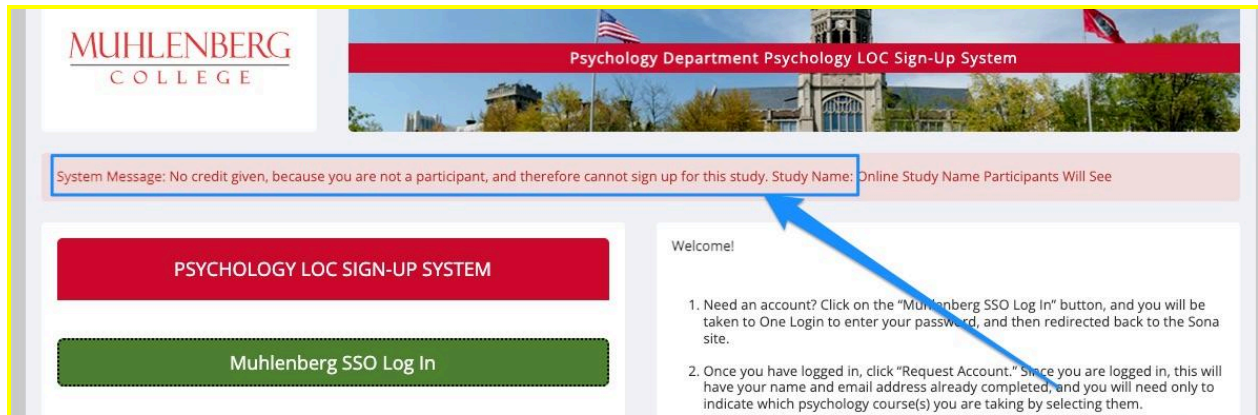 MUHLENBERG
COLLEGE
Psychology Department Psychology LOC Sign-Up System
System Message: No credit given, because you are not a participant, and therefore cannot sign up for this study. Study Name: Online Study Name Participants Will See
PSYCHOLOGY LOC SIGN-UP SYSTEM
Muhlenberg SSO Log In
Welcome!
1. Need an account? Click on the "Muhlenberg SSO Log In" button, and you will be
taken to One Login to enter your password, and then redirected back to the Sona
site.
2. Once you have logged in, click "Request Account." Since you are logged in, this will
have your name and email address already completed, and you will need only to
indicate which psychology course(s) you are taking by selecting them.